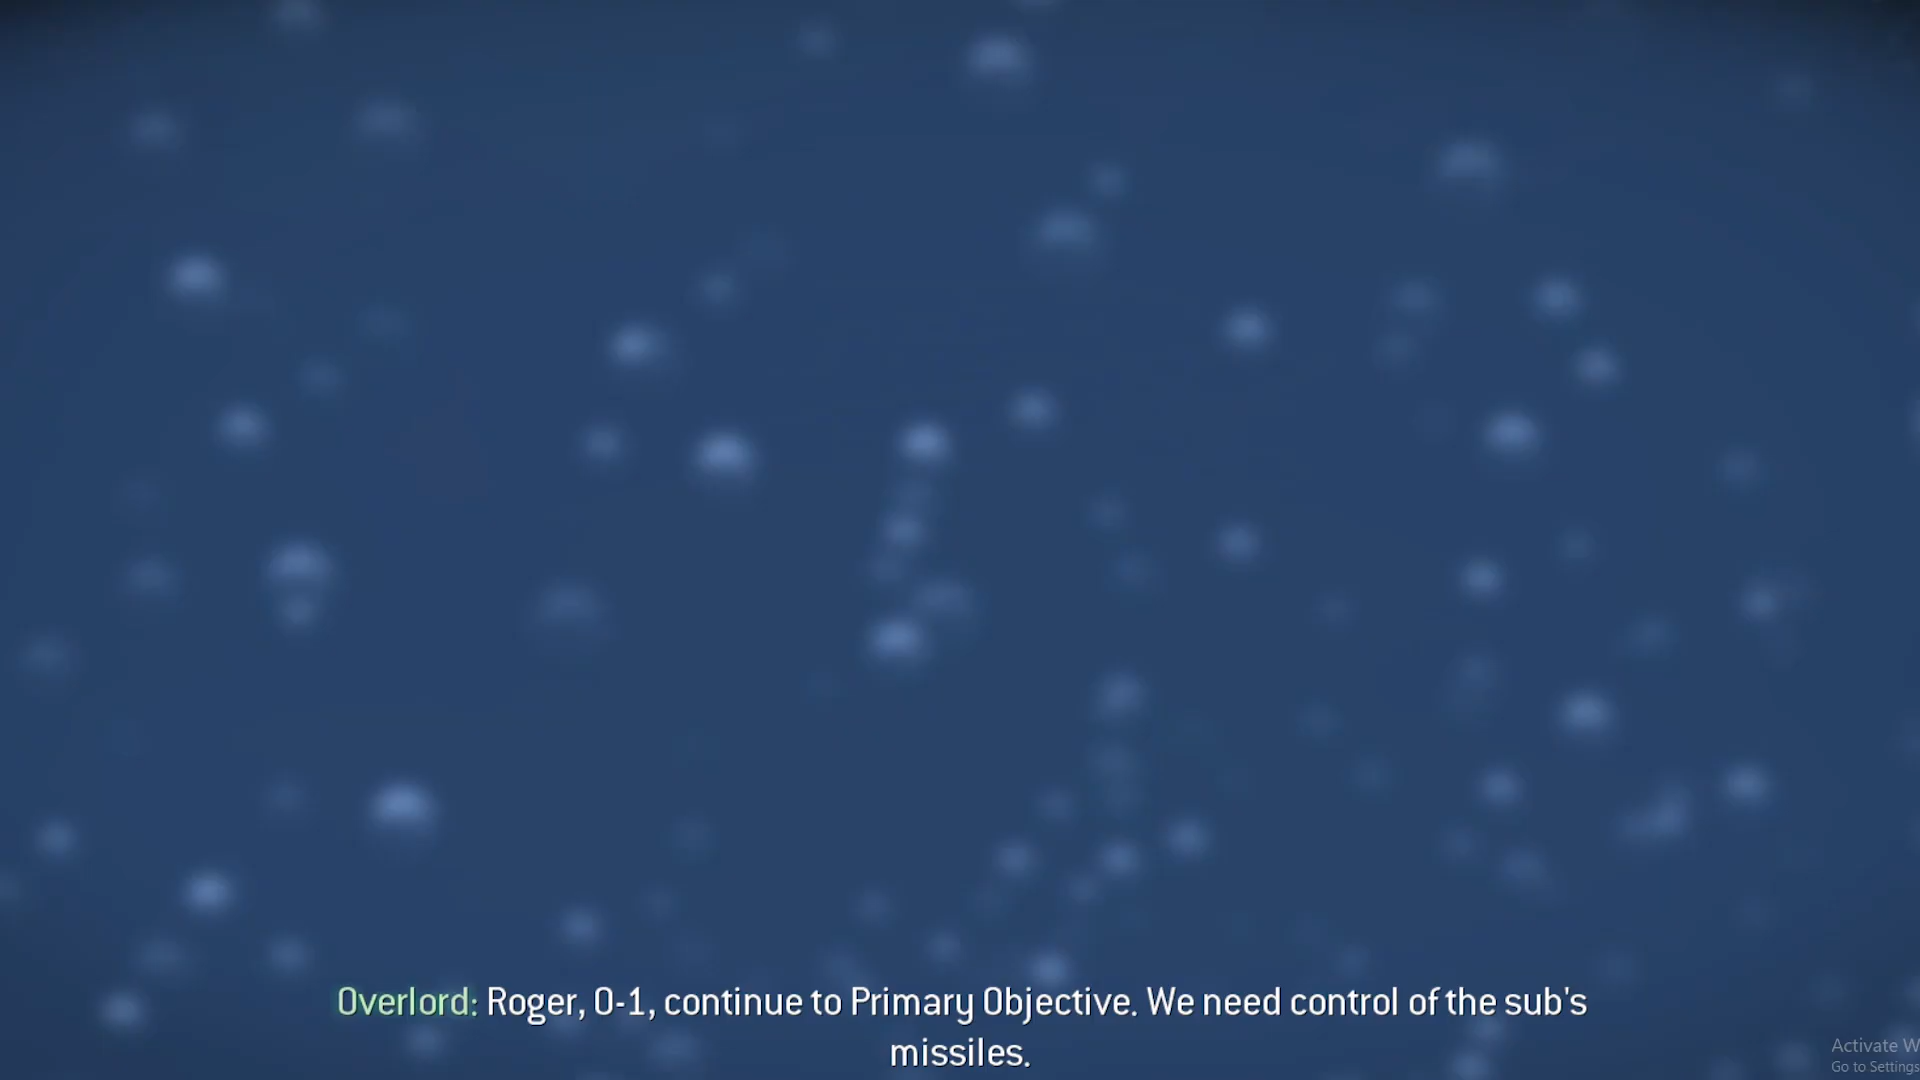 Overlord: Roger, 0-1, continue to Primary Objective. We need control of the sub's
missiles.
Activate W
Go to Settings